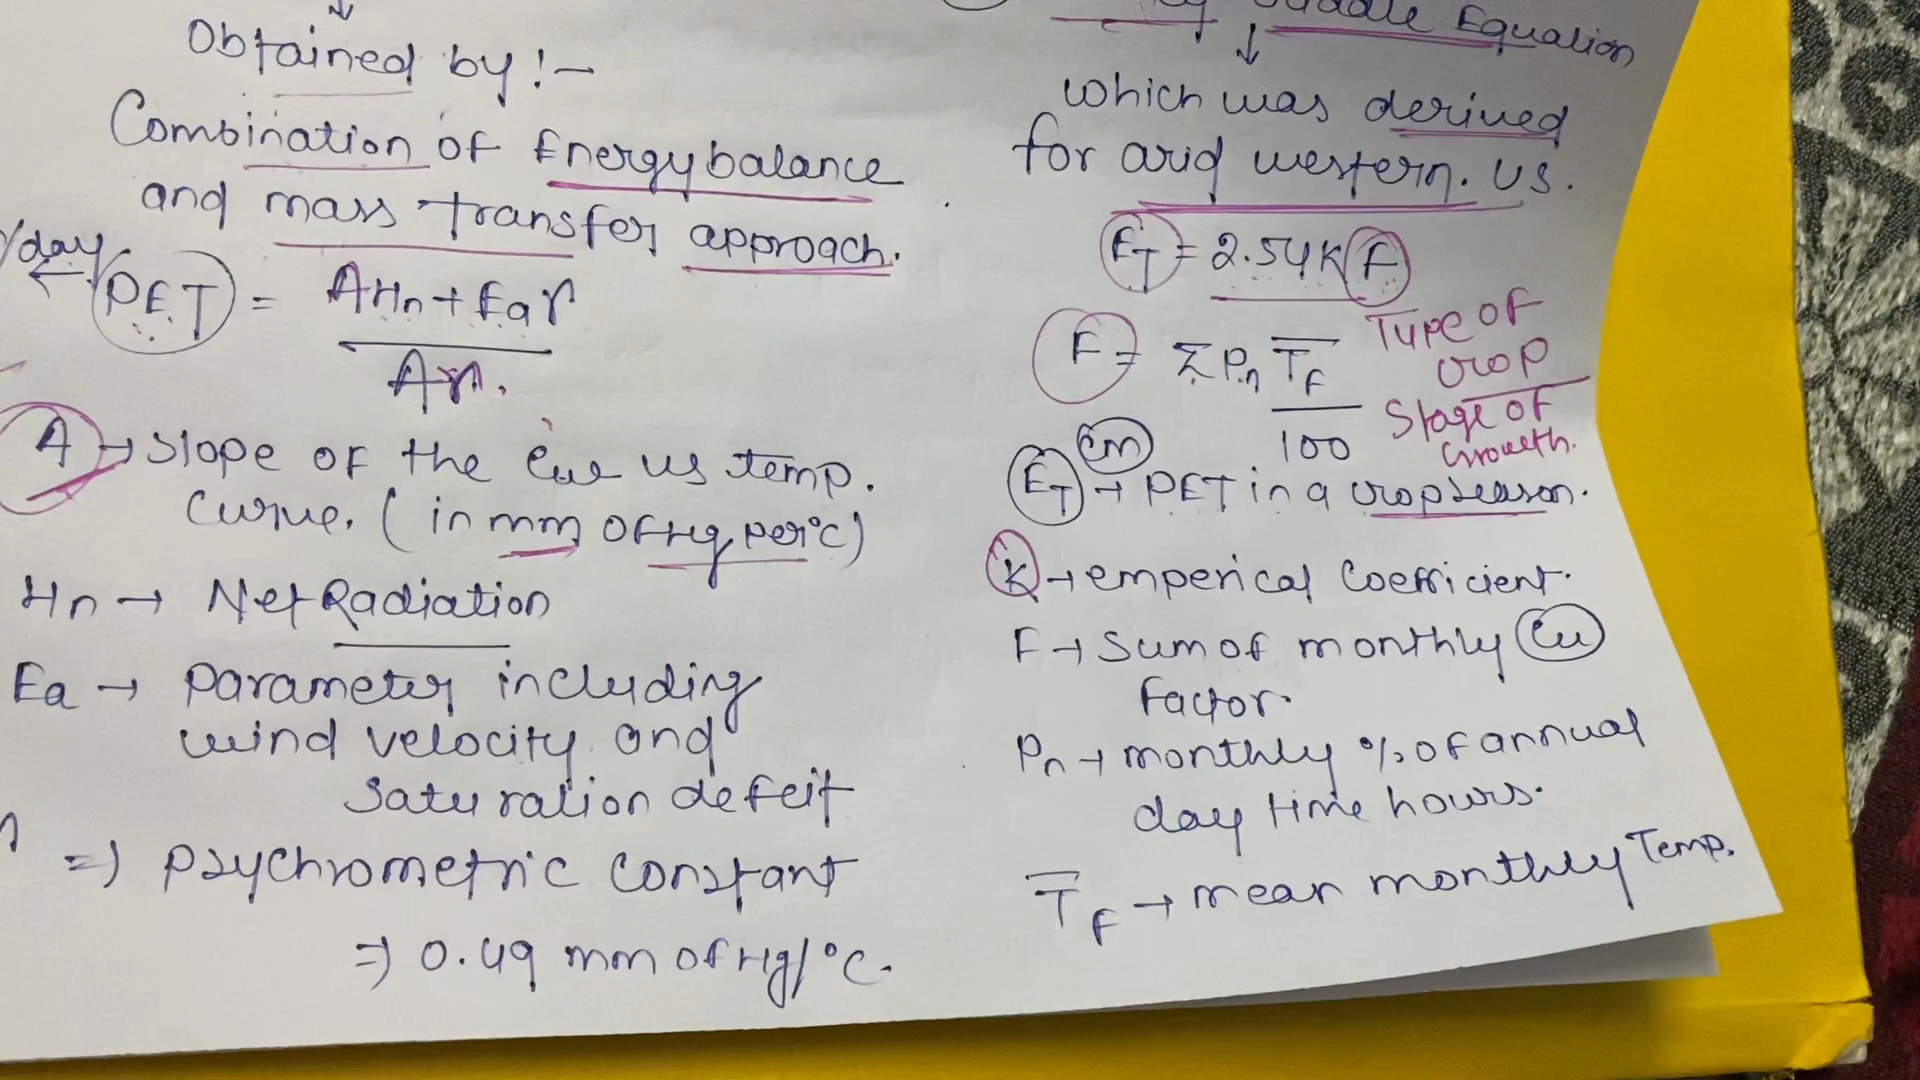 Obtained by :-
Combination of Energy balance
and mass transfer approach.
/day ← PET = AHn + Ea r
Ar.
A → Slope of the ew vs temp.
Curve. (in mm of Hg per °C)
Hn → Net Radiation
Ea → Parameter including
wind velocity and
saturation defeit
⇒ Psychrometric constant
⇒ 0.49 mm of Hg/°C.
Equation
↓
which was derived
for arid western. US.
ET = 2.54 K F
F = Σ Pn T̅F
100
Type of
crop
Stage of
Growth.
cm
ET → PET in a crop season.
K → emperical coefficient.
F → Sum of monthly Cu
factor.
Pn → monthly % of annual
day time hours.
T̅F → mean monthly Temp.